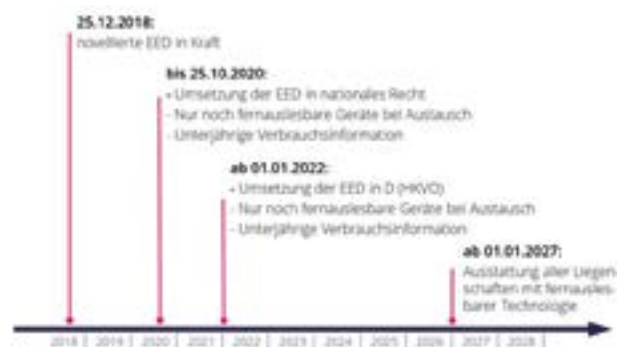 25.12.2018:
novellierte EED in Kraft
bis 25.10.2020:
- Umsetzung der EED in nationales Recht
- Nur noch fernauslesbare Geräte bei Austausch
- Unterjährige Verbrauchsinformation
ab 01.01.2022:
- Umsetzung der EED in D (HKVO)
- Nur noch fernauslesbare Geräte bei Austausch
- Unterjährige Verbrauchsinformation
ab 01.01.2027:
Ausstattung aller Liegen-
schaften mit fernausles-
barer Technologie
2018 | 2019 | 2020 | 2021 | 2022 | 2023 | 2024 | 2025 | 2026 | 2027 | 2028 |